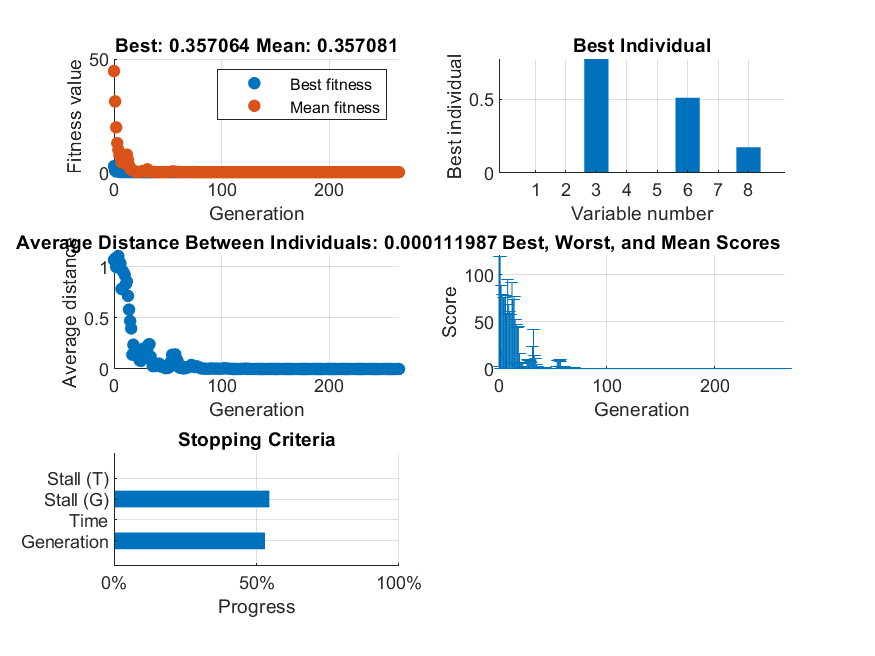 Best: 0.357064 Mean: 0.357081
Fitness value
50
0
Best fitness
Mean fitness
0 100 200
Generation
Best Individual
Best individual
0.5
0
1 2 3 4 5 6 7 8
Variable number
Average Distance Between Individuals: 0.000111987
Average distance
1
0.5
0
0 100 200
Generation
Best, Worst, and Mean Scores
Score
100
50
0
0 100 200
Generation
Stopping Criteria
Stall (T)
Stall (G)
Time
Generation
0% 50% 100%
Progress